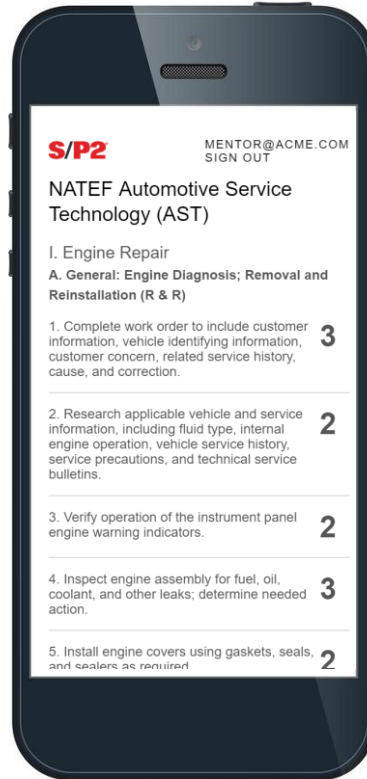 S/P2
MENTOR@ACME.COM
SIGN OUT
NATEF Automotive Service
Technology (AST)
I. Engine Repair
A. General: Engine Diagnosis; Removal and
Reinstallation (R & R)
1. Complete work order to include customer
information, vehicle identifying information,
customer concern, related service history,
cause, and correction.
3
2. Research applicable vehicle and service
information, including fluid type, internal
engine operation, vehicle service history,
service precautions, and technical service
bulletins.
2
3. Verify operation of the instrument panel
engine warning indicators.
2
4. Inspect engine assembly for fuel, oil,
coolant, and other leaks; determine needed
action.
3
5. Install engine covers using gaskets, seals,
and sealers as required
2